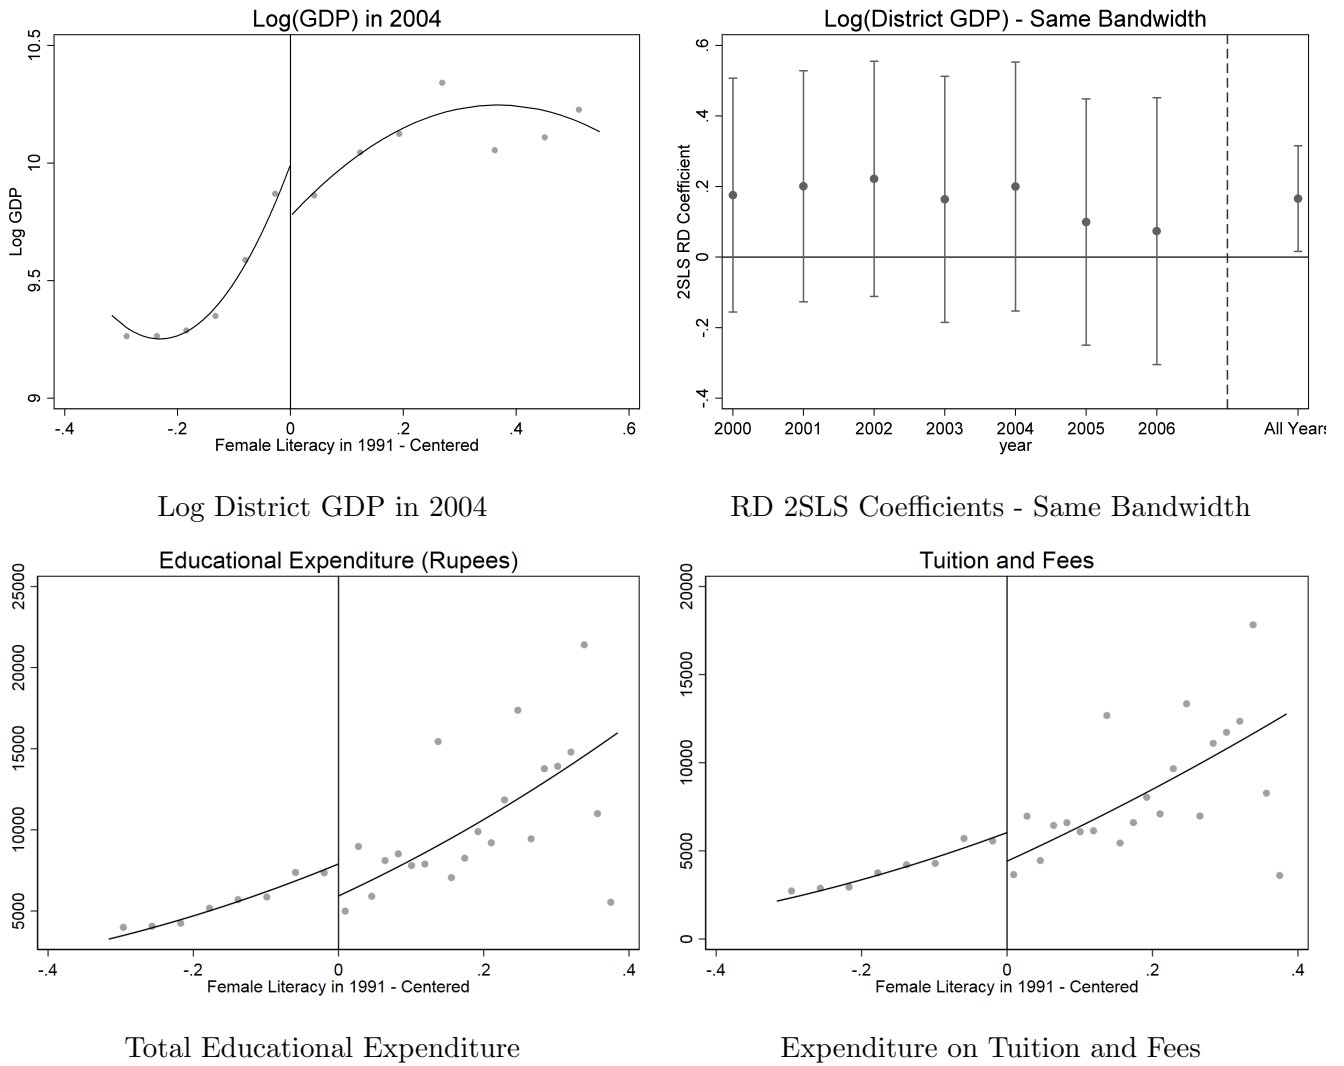 Log(GDP) in 2004
10.5
10
9.5
9
Log GDP
-.4 -.2 0 .2 .4 .6
Female Literacy in 1991 - Centered
Log District GDP in 2004
Log(District GDP) - Same Bandwidth
.6
.4
.2
0
-.2
-.4
2SLS RD Coefficient
2000 2001 2002 2003 2004 2005 2006 All Years
year
RD 2SLS Coefficients - Same Bandwidth
Educational Expenditure (Rupees)
25000
20000
15000
10000
5000
-.4 -.2 0 .2 .4
Female Literacy in 1991 - Centered
Total Educational Expenditure
Tuition and Fees
20000
15000
10000
5000
0
-.4 -.2 0 .2 .4
Female Literacy in 1991 - Centered
Expenditure on Tuition and Fees